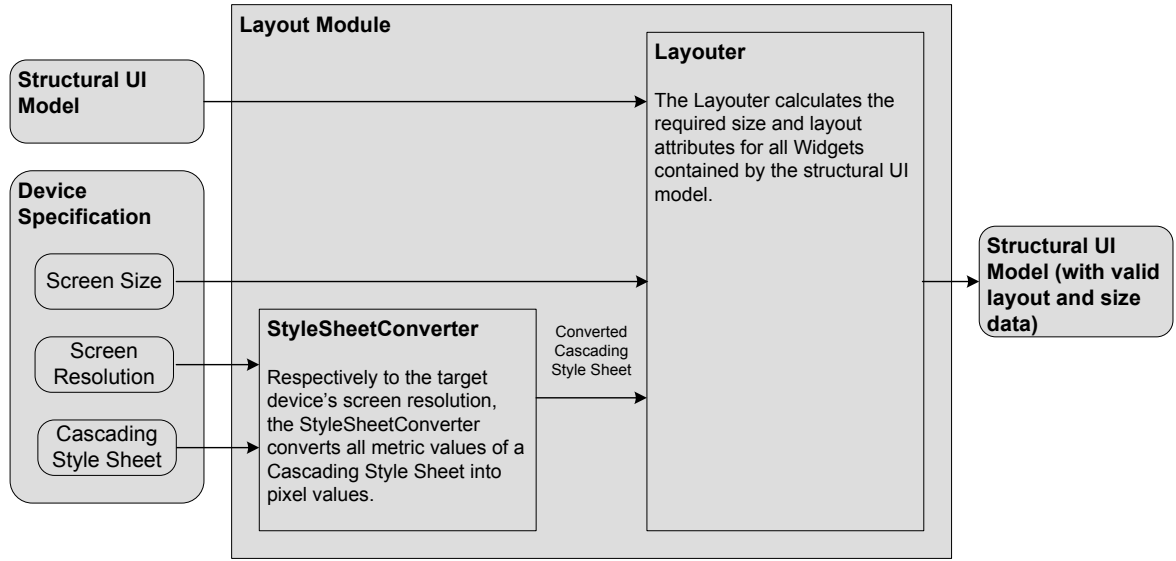 Layout Module
Structural UI
Model
Device
Specification
Screen Size
Screen
Resolution
Cascading
Style Sheet
StyleSheetConverter
Respectively to the target
device's screen resolution,
the StyleSheetConverter
converts all metric values of a
Cascading Style Sheet into
pixel values.
Converted
Cascading
Style Sheet
Layouter
The Layouter calculates the
required size and layout
attributes for all Widgets
contained by the structural UI
model.
Structural UI
Model (with valid
layout and size
data)